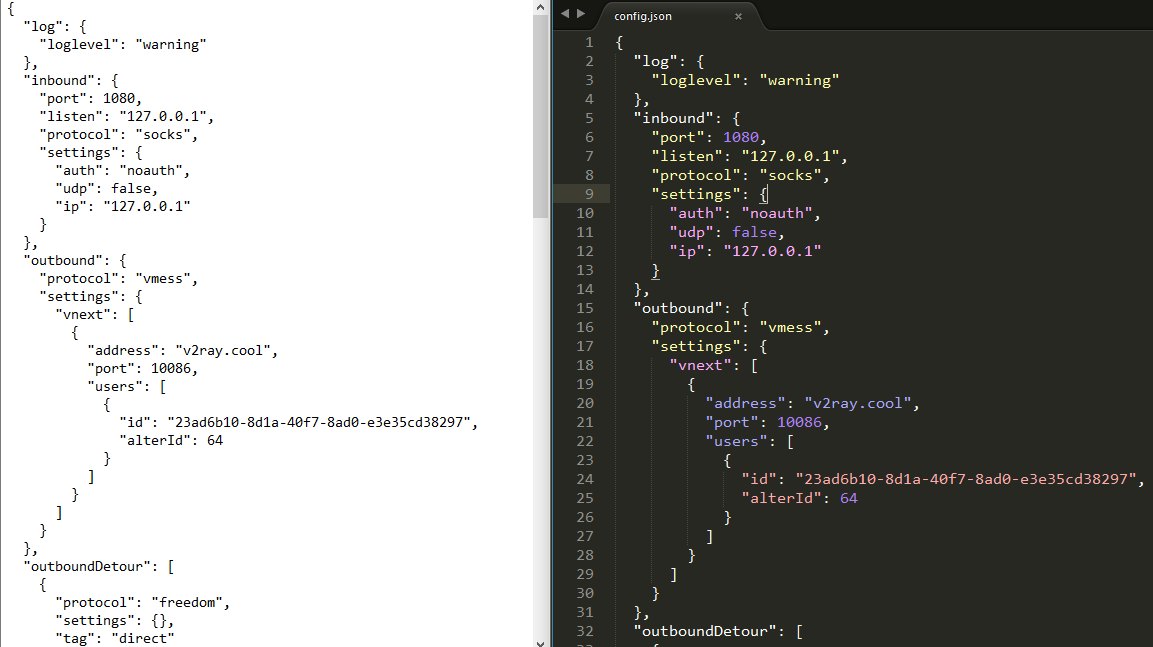 {
  "log": {
    "loglevel": "warning"
  },
  "inbound": {
    "port": 1080,
    "listen": "127.0.0.1",
    "protocol": "socks",
    "settings": {
      "auth": "noauth",
      "udp": false,
      "ip": "127.0.0.1"
    }
  },
  "outbound": {
    "protocol": "vmess",
    "settings": {
      "vnext": [
        {
          "address": "v2ray.cool",
          "port": 10086,
          "users": [
            {
              "id": "23ad6b10-8d1a-40f7-8ad0-e3e35cd38297",
              "alterId": 64
            }
          ]
        }
      ]
    }
  },
  "outboundDetour": [
    {
      "protocol": "freedom",
      "settings": {},
      "tag": "direct"
config.json ×
1 {
2   "log": {
3     "loglevel": "warning"
4   },
5   "inbound": {
6     "port": 1080,
7     "listen": "127.0.0.1",
8     "protocol": "socks",
9     "settings": {
10       "auth": "noauth",
11       "udp": false,
12       "ip": "127.0.0.1"
13     }
14   },
15   "outbound": {
16     "protocol": "vmess",
17     "settings": {
18       "vnext": [
19         {
20           "address": "v2ray.cool",
21           "port": 10086,
22           "users": [
23             {
24               "id": "23ad6b10-8d1a-40f7-8ad0-e3e35cd38297",
25               "alterId": 64
26             }
27           ]
28         }
29       ]
30     }
31   },
32   "outboundDetour": [